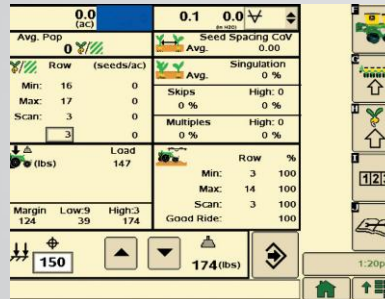 0.0
(ac)
0.1 0.0
(in H2O)
Avg. Pop
0
Row (seeds/ac)
Min: 16 0
Max: 17 0
Scan: 3 0
3 0
Seed Spacing CoV
Avg. 0.00
Singulation
Avg. 0 %
Skips High: 0
0 % 0 %
Multiples High: 0
0 % 0 %
Load
(lbs) 147
Margin Low:9 High:3
124 39 174
Row %
Min: 3 100
Max: 14 100
Scan: 3 100
Good Ride: 100
150
174(lbs)
1:20p